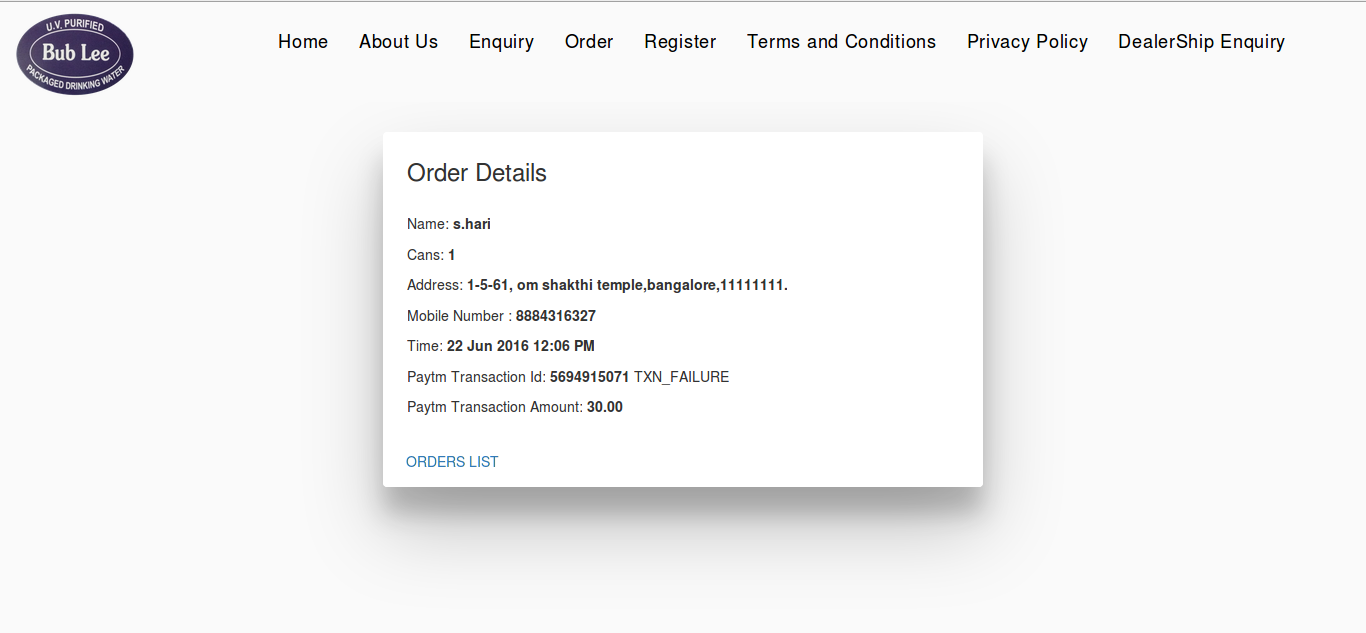 U.V. PURIFIED
Bub Lee
PACKAGED DRINKING WATER
Home About Us Enquiry Order Register Terms and Conditions Privacy Policy DealerShip Enquiry
Order Details
Name: s.hari
Cans: 1
Address: 1-5-61, om shakthi temple,bangalore,11111111.
Mobile Number : 8884316327
Time: 22 Jun 2016 12:06 PM
Paytm Transaction Id: 5694915071 TXN_FAILURE
Paytm Transaction Amount: 30.00
ORDERS LIST